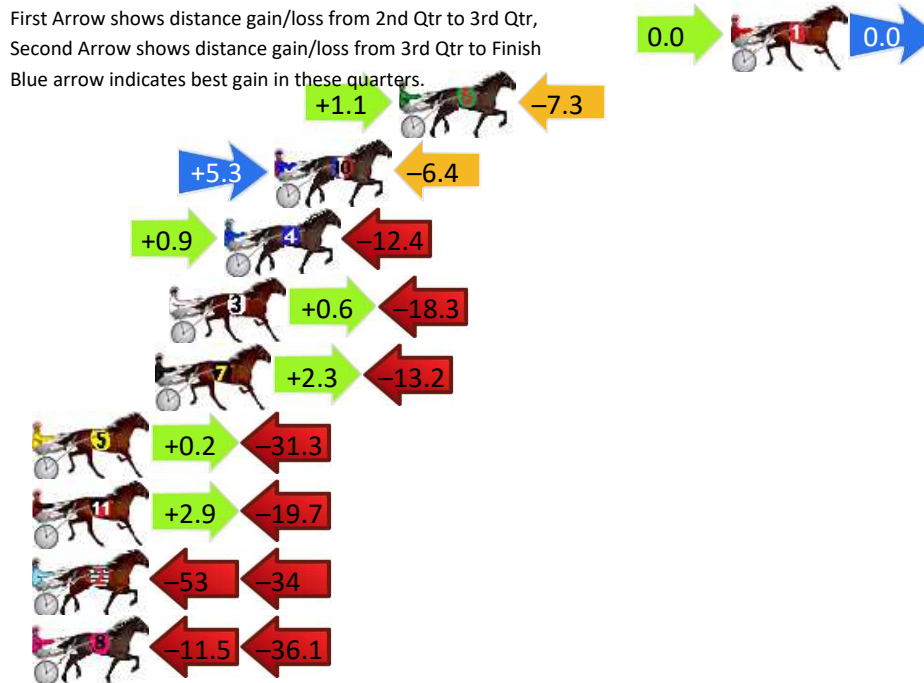 First Arrow shows distance gain/loss from 2nd Qtr to 3rd Qtr,
Second Arrow shows distance gain/loss from 3rd Qtr to Finish
Blue arrow indicates best gain in these quarters.
0.0 1 0.0
+1.1 6 –7.3
+5.3 10 –6.4
+0.9 4 –12.4
3 +0.6 –18.3
7 +2.3 –13.2
5 +0.2 –31.3
11 +2.9 –19.7
2 –53 –34
8 –11.5 –36.1